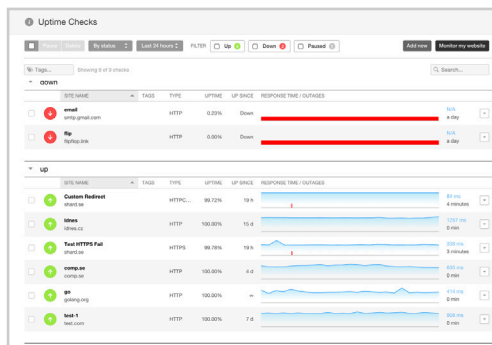 Uptime Checks
Pause Delete By status Last 24 hours FILTER Up Down Paused Add new Monitor my website
Tags... Showing 9 of 9 checks Search...
down
SITE NAME TAGS TYPE UPTIME UP SINCE RESPONSE TIME / OUTAGES
email HTTP 0.23% Down N/A
smtp.gmail.com a day
flip HTTP 0.00% Down N/A
flipflop.link a day
up
SITE NAME TAGS TYPE UPTIME UP SINCE RESPONSE TIME / OUTAGES
Custom Redirect HTTPC... 99.72% 19 h
shard.se 4 minutes
Idnes HTTP 100.00% 15 d
idnes.cz 0 min
Test HTTPS Fail HTTPS 99.78% 19 h
shard.se 3 minutes
comp.se HTTP 100.00% 4 d
comp.se 0 min
go HTTP 100.00% ∞
golang.org 0 min
test-1 HTTP 100.00% 7 d
test.com 0 min